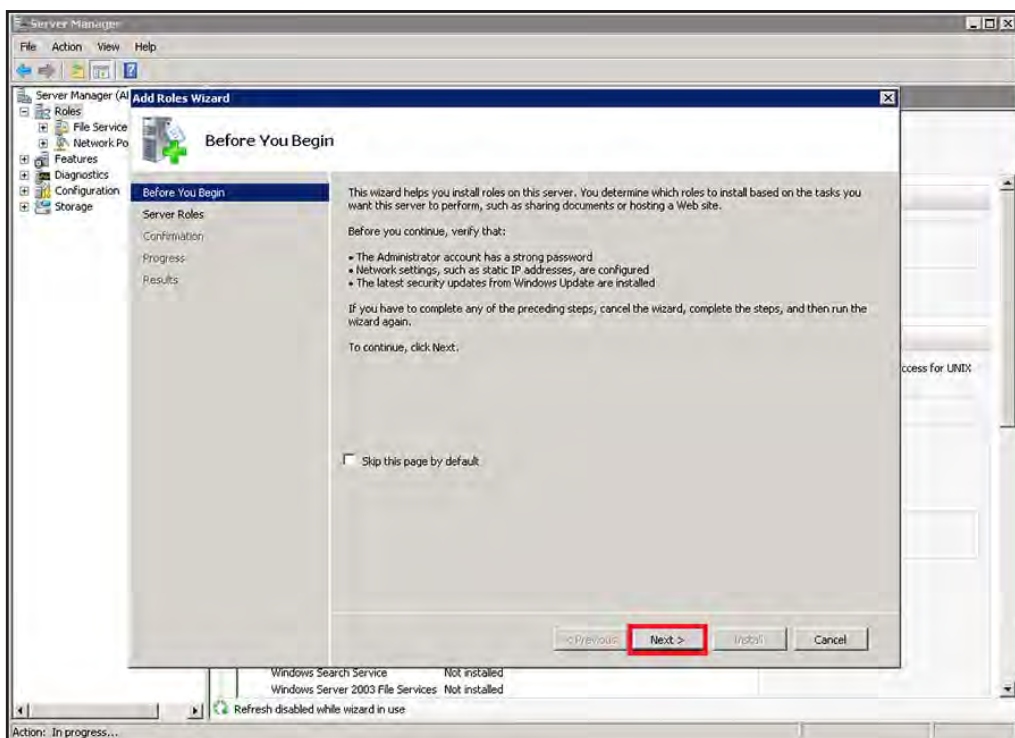 Server Manager
File Action View Help
Server Manager (Al
Roles
File Service
Network Po
Features
Diagnostics
Configuration
Storage
Add Roles Wizard
Before You Begin
Before You Begin
Server Roles
Confirmation
Progress
Results
This wizard helps you install roles on this server. You determine which roles to install based on the tasks you
want this server to perform, such as sharing documents or hosting a Web site.
Before you continue, verify that:
• The Administrator account has a strong password
• Network settings, such as static IP addresses, are configured
• The latest security updates from Windows Update are installed
If you have to complete any of the preceding steps, cancel the wizard, complete the steps, and then run the
wizard again.
To continue, click Next.
Skip this page by default
< Previous Next > Install Cancel
ccess for UNIX
Windows Search Service Not installed
Windows Server 2003 File Services Not installed
Refresh disabled while wizard in use
Action: In progress...